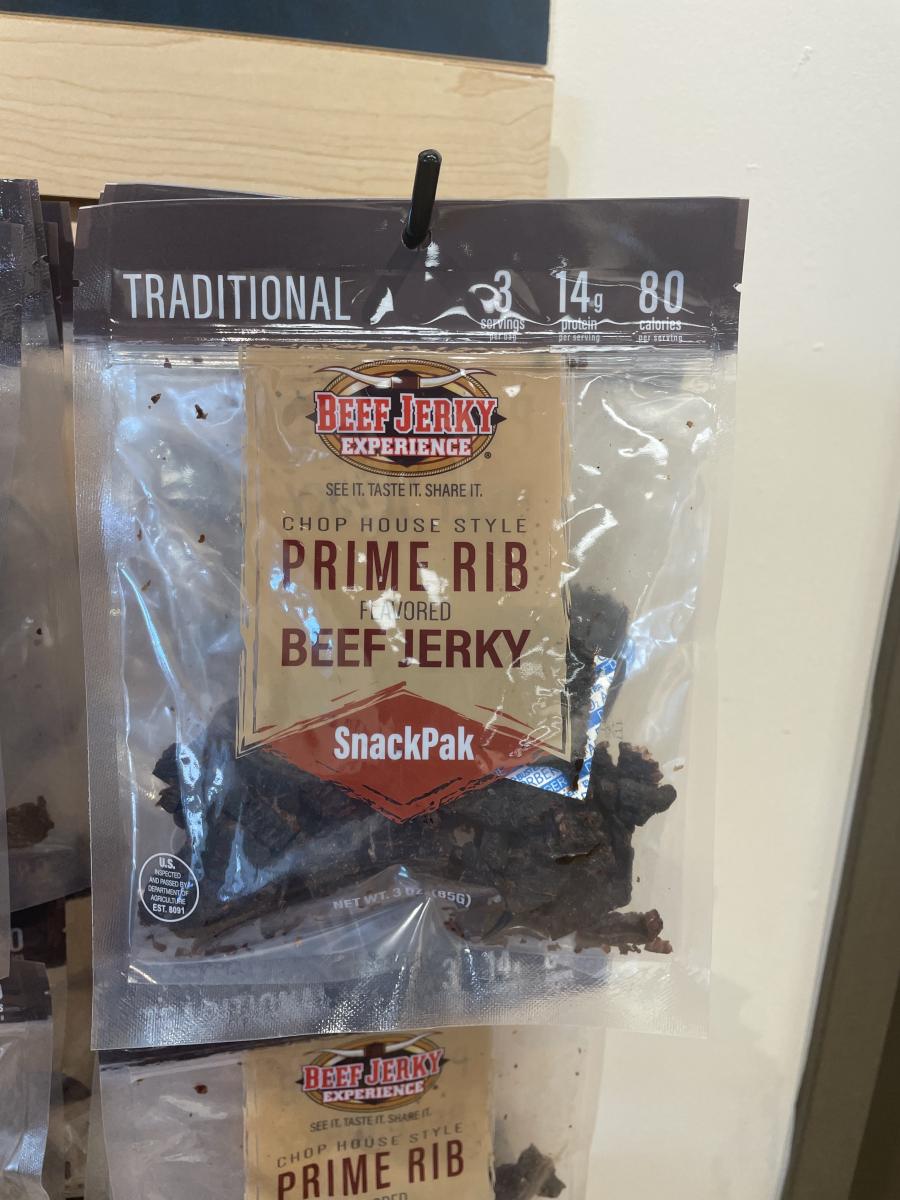 TRADITIONAL
3 14g 80
servings protein calories
per bag per serving per serving
BEEF JERKY
EXPERIENCE®
SEE IT. TASTE IT. SHARE IT.
CHOP HOUSE STYLE
PRIME RIB
FLAVORED
BEEF JERKY
SnackPak
U.S.
INSPECTED
AND PASSED BY
DEPARTMENT OF
AGRICULTURE
EST. 8091
NET WT. 3 OZ (85G)
BEEF JERKY
EXPERIENCE
SEE IT. TASTE IT. SHARE IT.
CHOP HOUSE STYLE
PRIME RIB